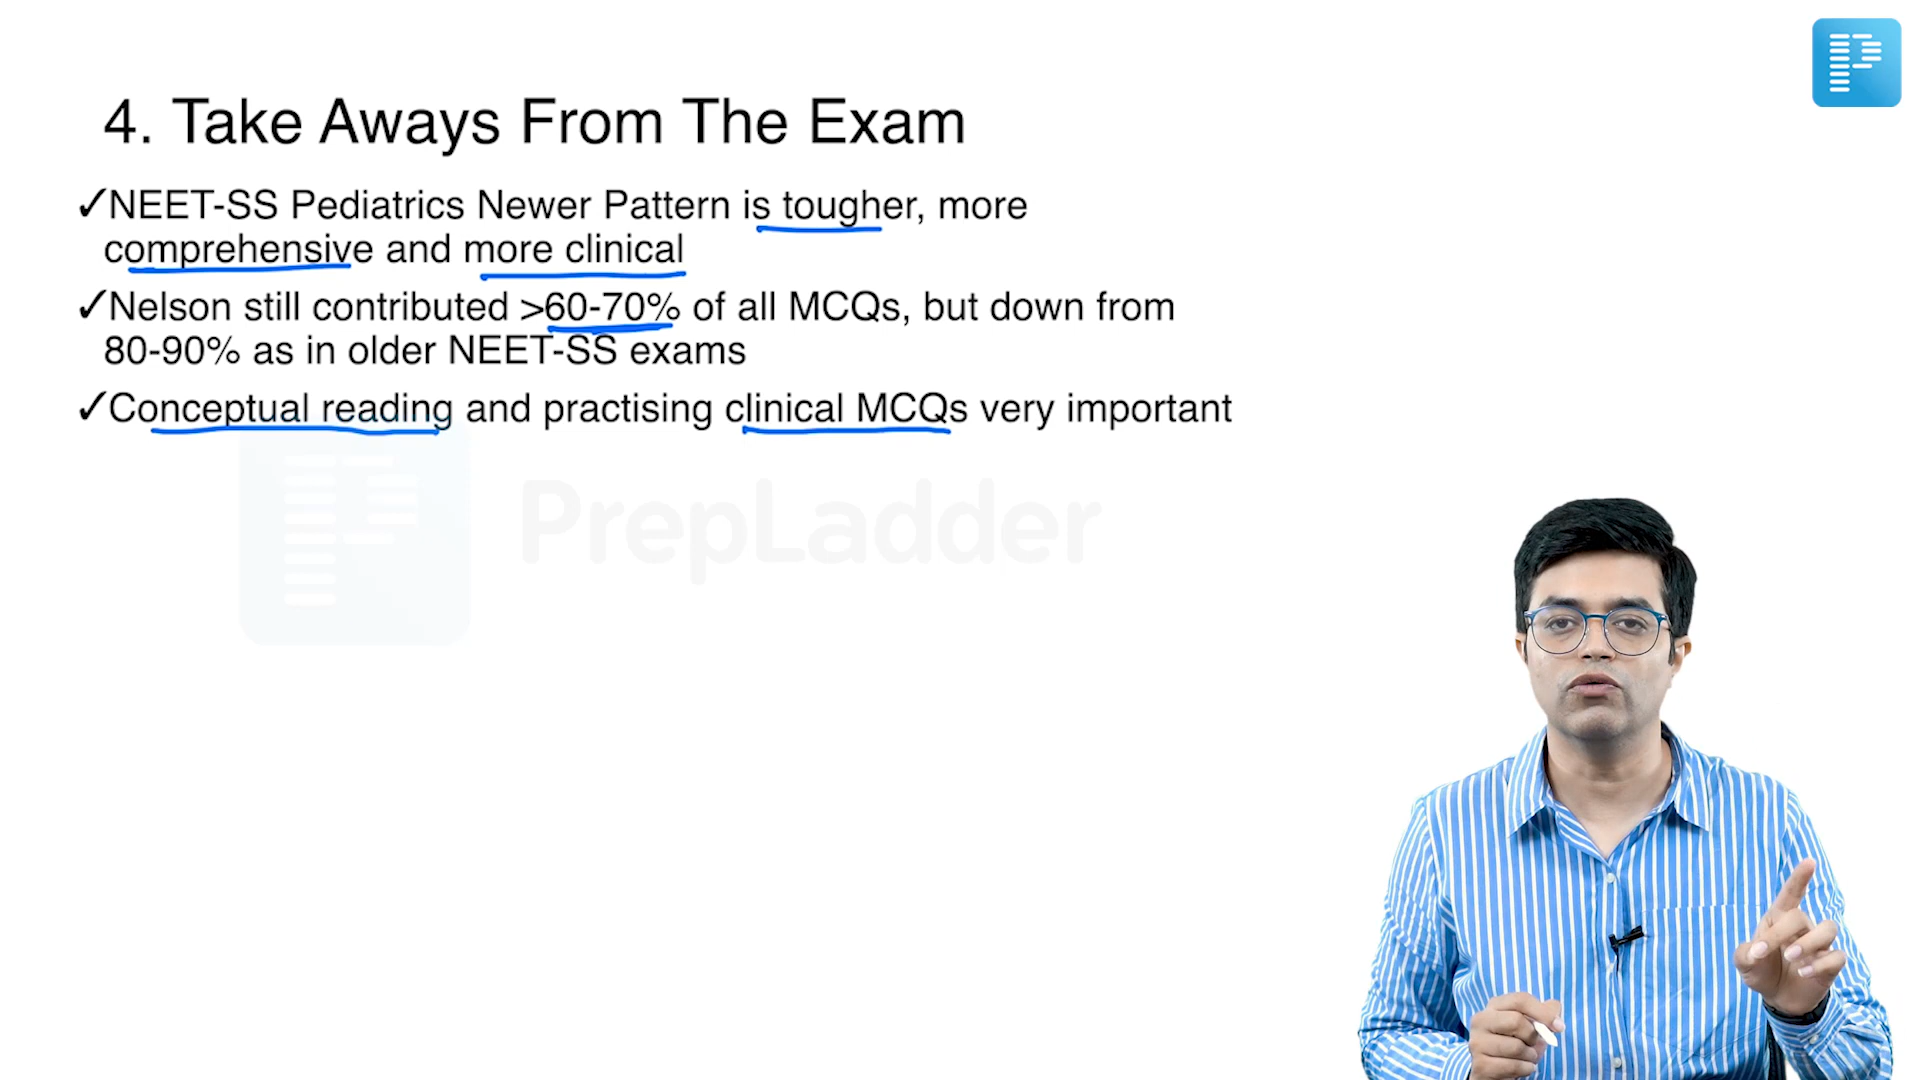 4. Take Aways From The Exam
✓NEET-SS Pediatrics Newer Pattern is tougher, more
comprehensive and more clinical
✓Nelson still contributed >60-70% of all MCQs, but down from
80-90% as in older NEET-SS exams
✓Conceptual reading and practising clinical MCQs very important
PrepLadder